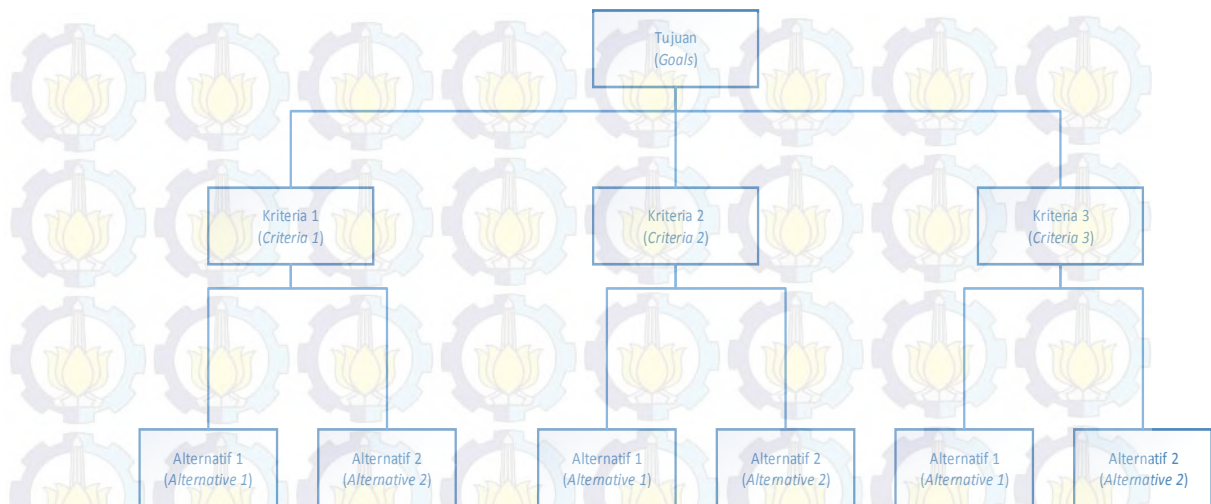 Tujuan
(Goals)
Kriteria 1
(Criteria 1)
Kriteria 2
(Criteria 2)
Kriteria 3
(Criteria 3)
Alternatif 1
(Alternative 1)
Alternatif 2
(Alternative 2)
Alternatif 1
(Alternative 1)
Alternatif 2
(Alternative 2)
Alternatif 1
(Alternative 1)
Alternatif 2
(Alternative 2)